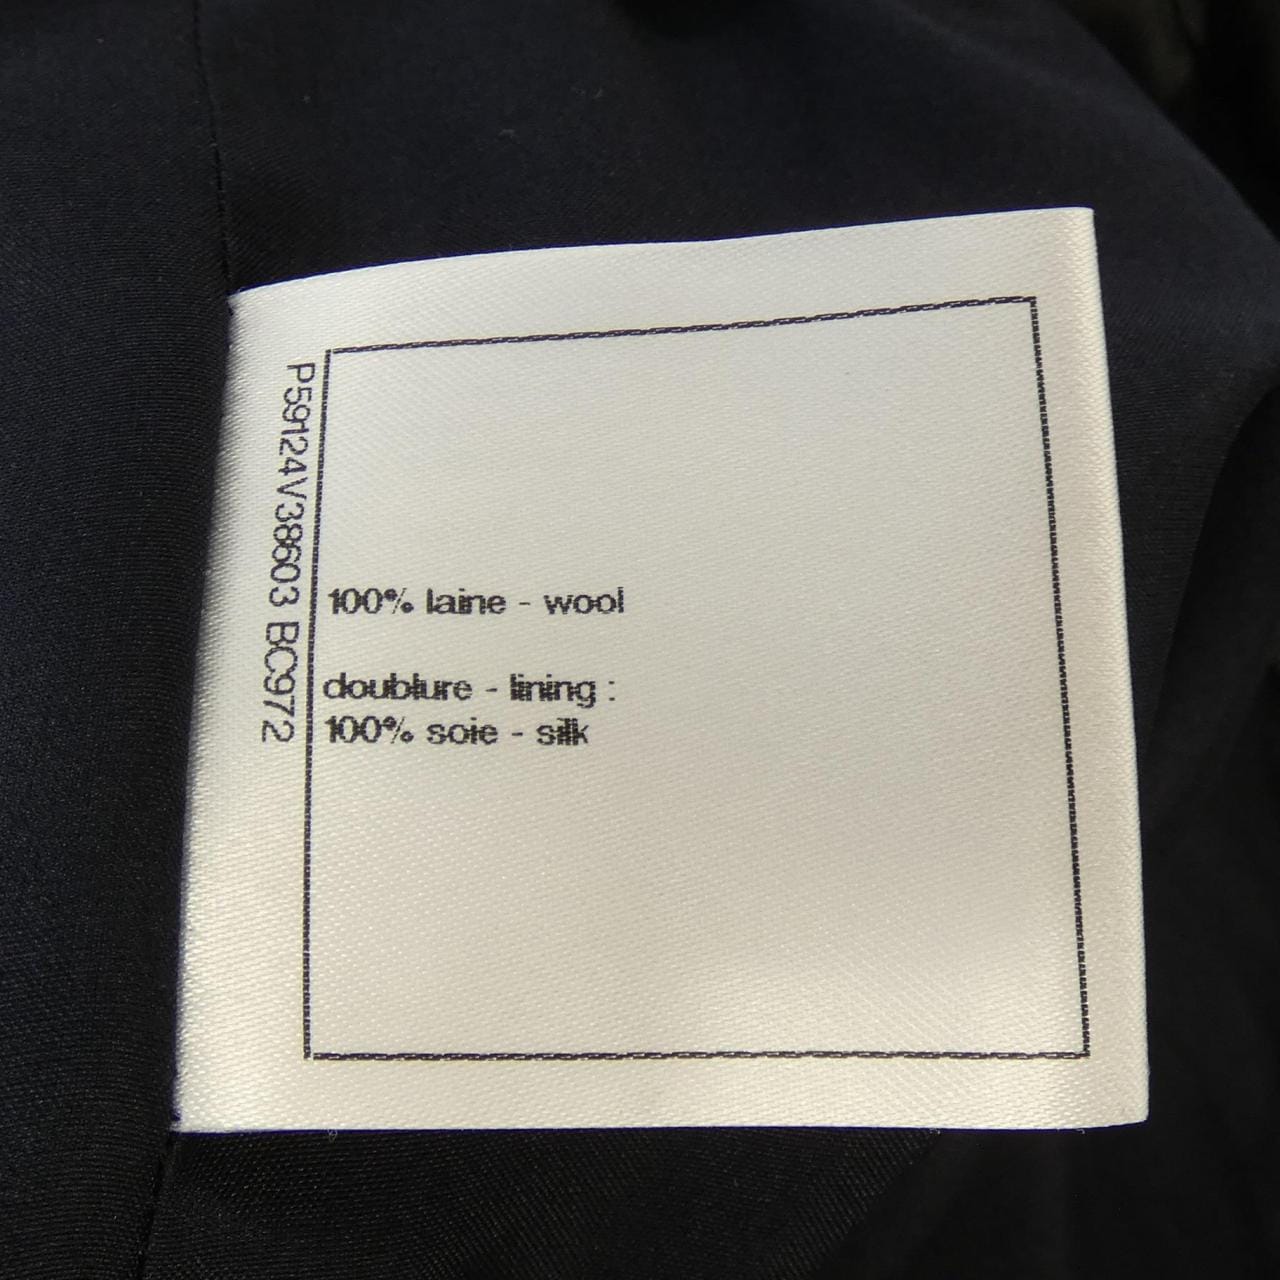 P59124V38603 BC972
100% laine - wool
doublure - lining :
100% soie - silk